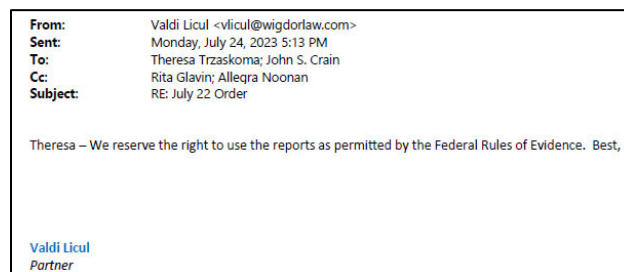 From: Valdi Licul <vlicul@wigdorlaw.com>
Sent: Monday, July 24, 2023 5:13 PM
To: Theresa Trzaskoma; John S. Crain
Cc: Rita Glavin; Allegra Noonan
Subject: RE: July 22 Order
Theresa – We reserve the right to use the reports as permitted by the Federal Rules of Evidence. Best,
Valdi Licul
Partner